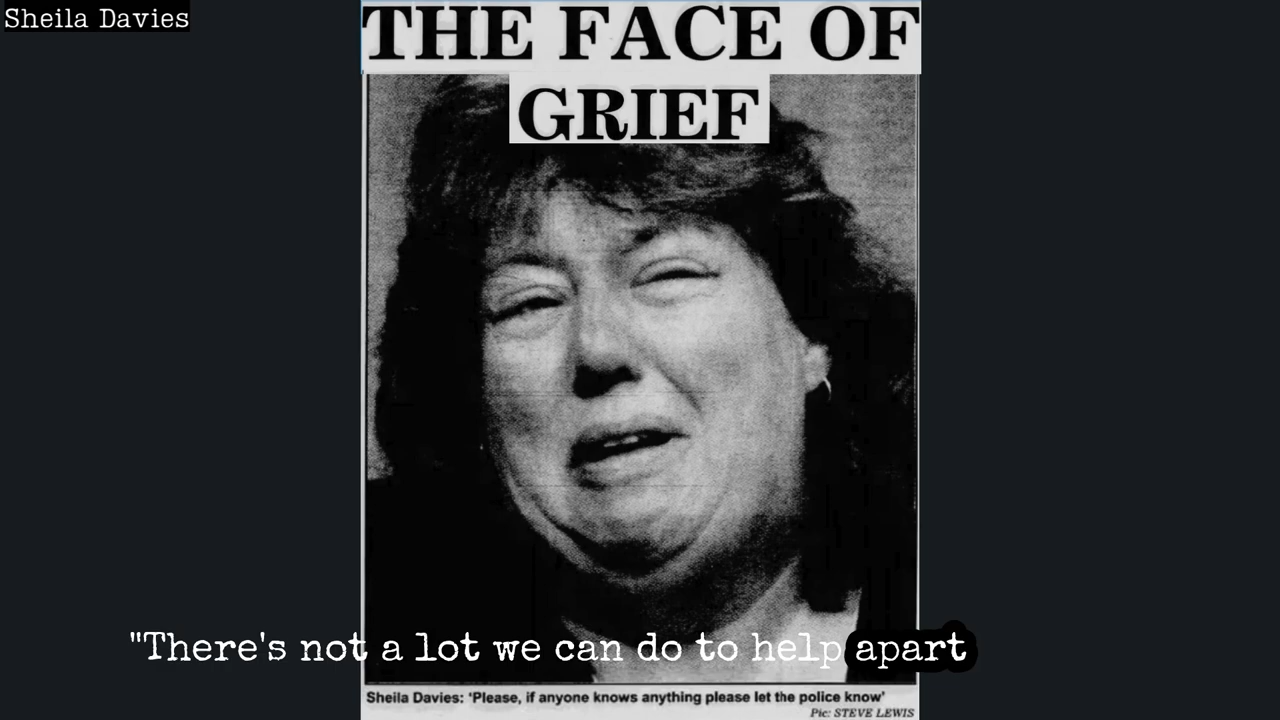 Sheila Davies
THE FACE OF
GRIEF
"There's not a lot we can do to help apart
Sheila Davies: 'Please, if anyone knows anything please let the police know'
Pic: STEVE LEWIS